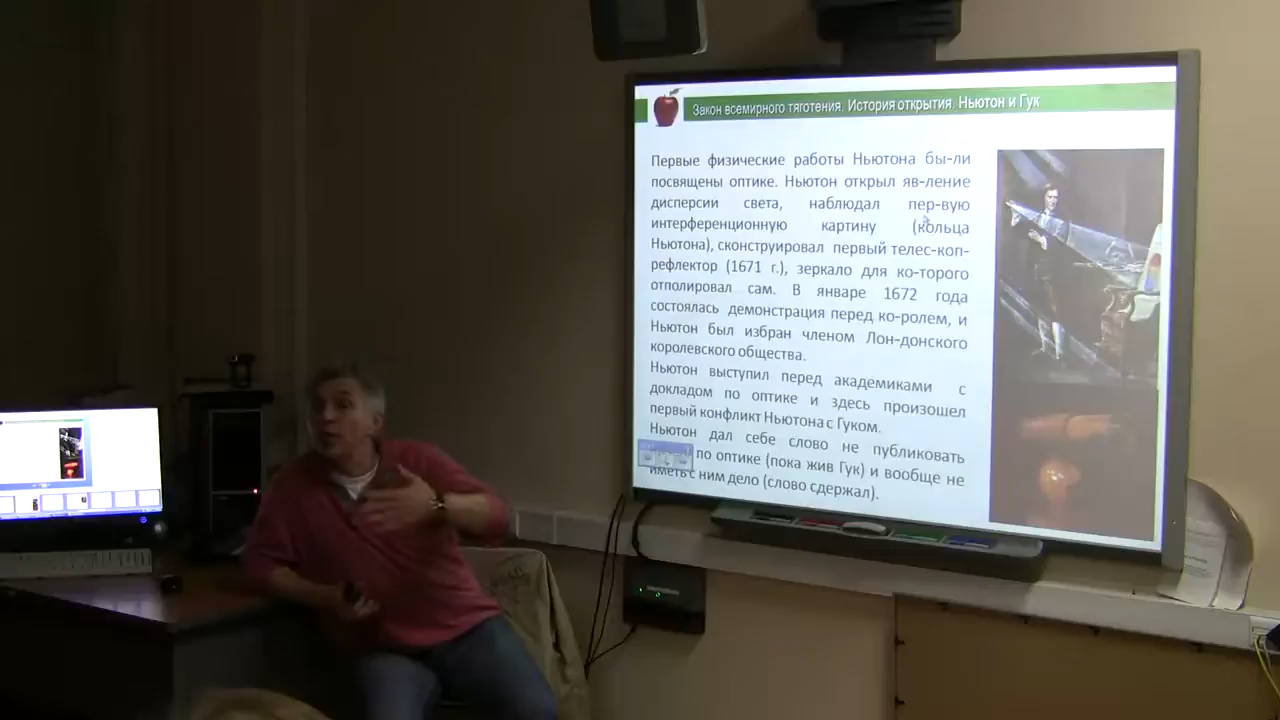 Закон всемирного тяготения. История открытия. Ньютон и Гук
Первые физические работы Ньютона бы-ли
посвящены оптике. Ньютон открыл яв-ление
дисперсии света, наблюдал пер-вую
интерференционную картину (кольца
Ньютона), сконструировал первый телес-коп-
рефлектор (1671 г.), зеркало для ко-торого
отполировал сам. В январе 1672 года
состоялась демонстрация перед ко-ролем, и
Ньютон был избран членом Лон-донского
королевского общества.
Ньютон выступил перед академиками с
докладом по оптике и здесь произошел
первый конфликт Ньютона с Гуком.
Ньютон дал себе слово не публиковать
по оптике (пока жив Гук) и вообще не
иметь с ним дело (слово сдержал).